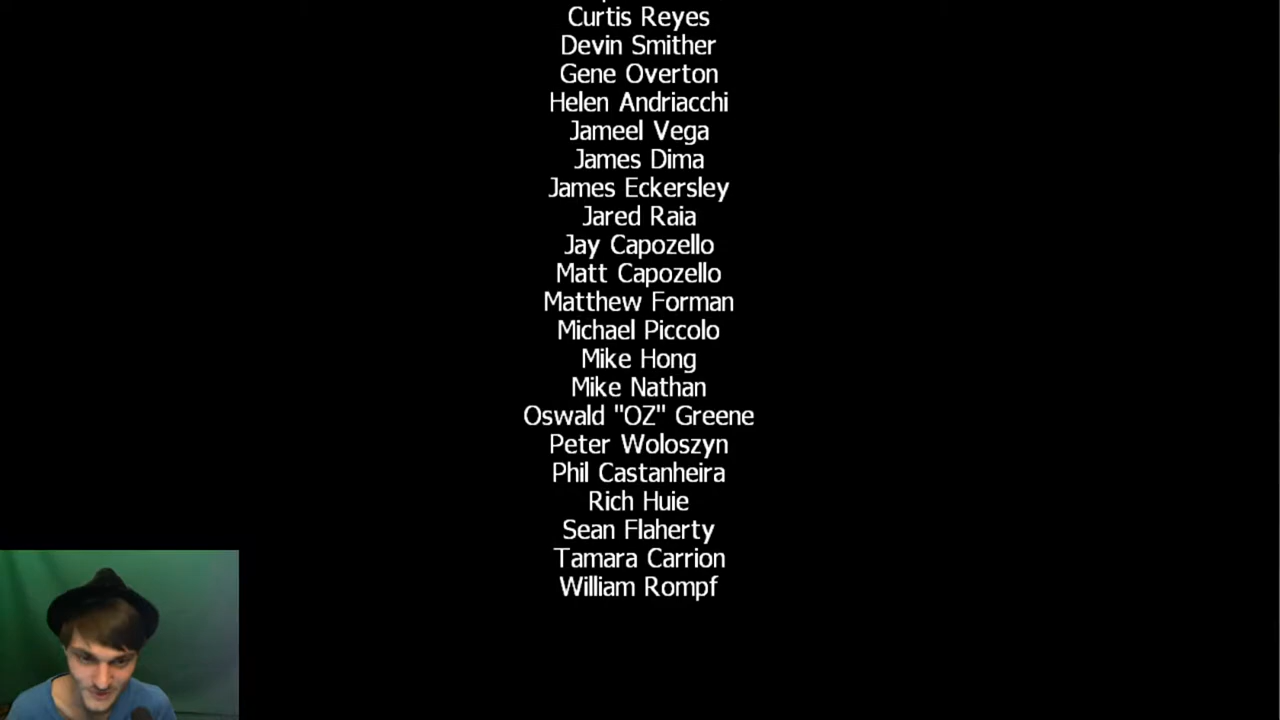 Curtis Reyes
Devin Smither
Gene Overton
Helen Andriacchi
Jameel Vega
James Dima
James Eckersley
Jared Raia
Jay Capozello
Matt Capozello
Matthew Forman
Michael Piccolo
Mike Hong
Mike Nathan
Oswald "OZ" Greene
Peter Woloszyn
Phil Castanheira
Rich Huie
Sean Flaherty
Tamara Carrion
William Rompf